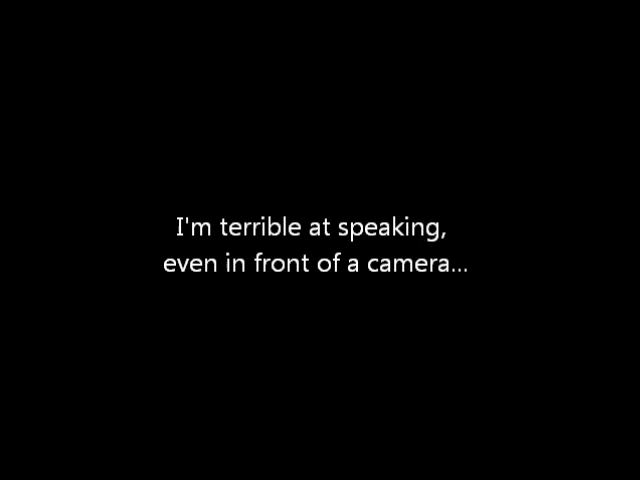 I'm terrible at speaking,
even in front of a camera...